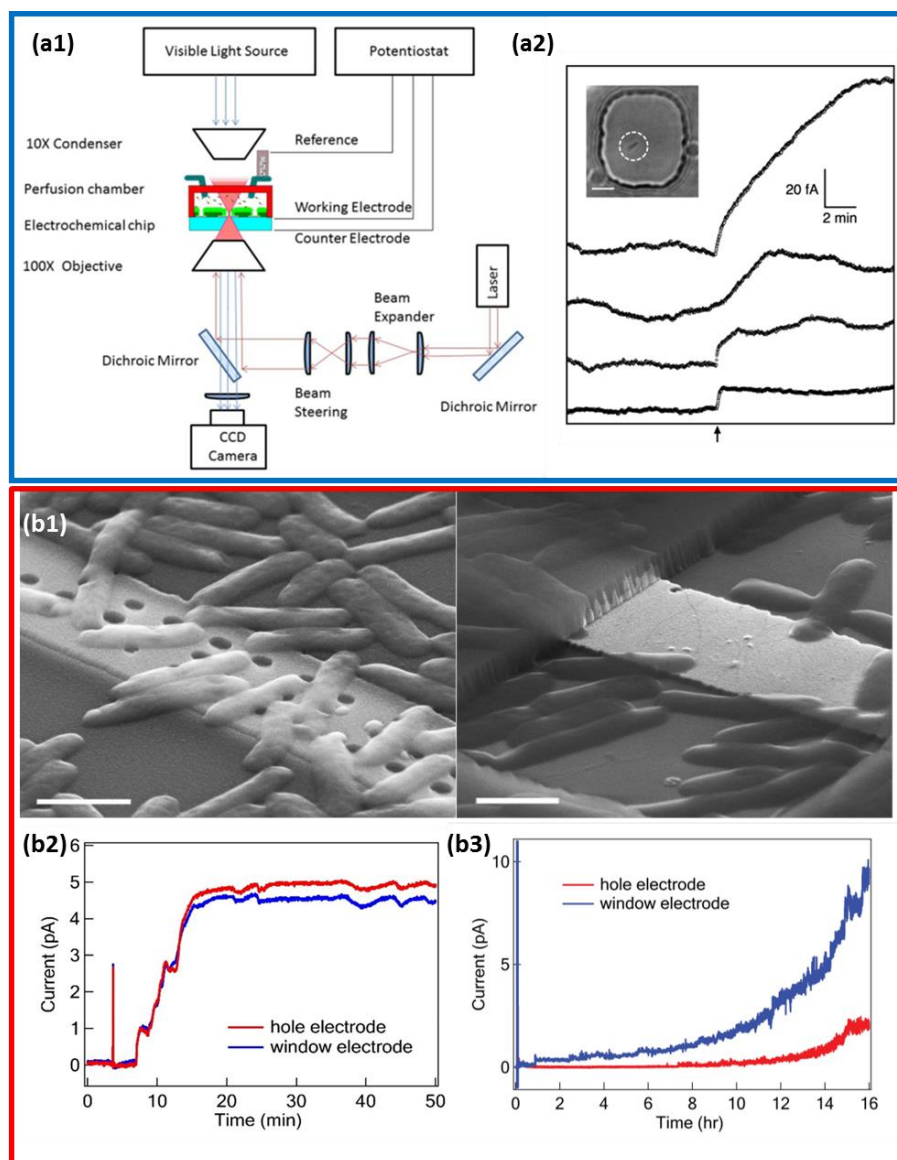 (a1)
Visible Light Source
Potentiostat
10X Condenser
Reference
Perfusion chamber
Working Electrode
Electrochemical chip
Counter Electrode
100X Objective
Laser
Beam
Expander
Dichroic Mirror
Beam
Steering
Dichroic Mirror
CCD
Camera
(a2)
20 fA
2 min
(b1)
(b2)
6
5
4
3
2
1
0
Current (pA)
hole electrode
window electrode
0
10
20
30
40
50
Time (min)
(b3)
10
5
0
Current (pA)
hole electrode
window electrode
0
2
4
6
8
10
12
14
16
Time (hr)